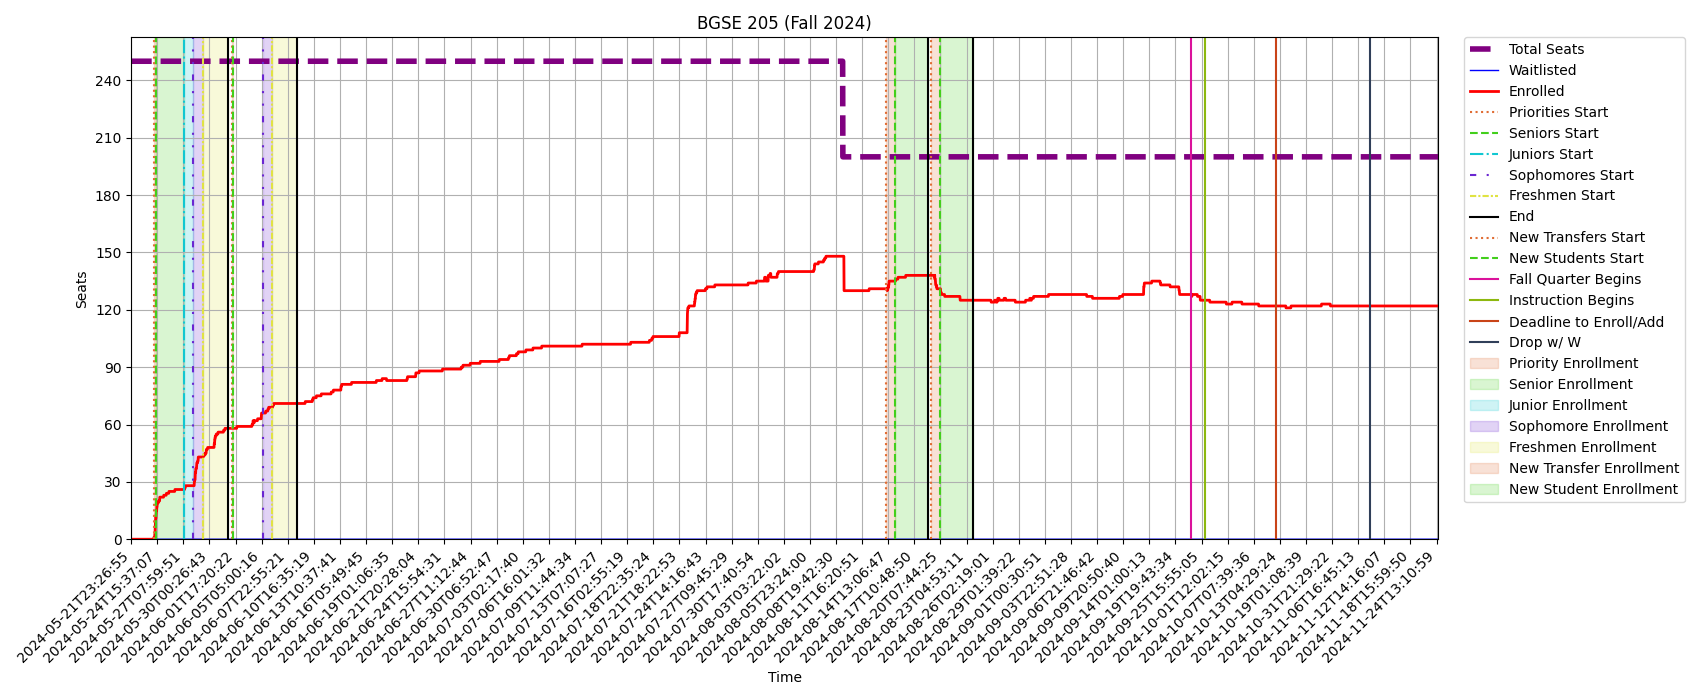 BGSE 205 (Fall 2024)
Seats
240
210
180
150
120
90
60
30
0
2024-05-21T23:26:55
2024-05-24T15:37:07
2024-05-27T07:59:51
2024-05-30T00:26:43
2024-06-01T17:20:22
2024-06-05T05:00:16
2024-06-07T22:55:21
2024-06-10T16:35:19
2024-06-13T10:37:41
2024-06-16T05:49:45
2024-06-19T01:06:35
2024-06-21T20:28:04
2024-06-24T15:54:31
2024-06-27T11:12:44
2024-06-30T06:52:47
2024-07-03T02:17:40
2024-07-06T16:01:32
2024-07-09T11:44:34
2024-07-13T07:07:27
2024-07-16T02:55:19
2024-07-18T22:35:24
2024-07-21T18:22:53
2024-07-24T14:16:43
2024-07-27T09:45:29
2024-07-30T17:40:54
2024-08-03T03:22:02
2024-08-05T23:24:00
2024-08-08T19:42:30
2024-08-11T16:20:51
2024-08-14T13:06:47
2024-08-17T10:48:50
2024-08-20T07:44:25
2024-08-23T04:53:11
2024-08-26T02:19:01
2024-08-29T01:39:22
2024-09-01T00:30:51
2024-09-03T22:51:28
2024-09-06T21:46:42
2024-09-09T20:50:40
2024-09-14T01:00:13
2024-09-19T19:43:34
2024-09-25T15:55:05
2024-10-01T12:02:15
2024-10-07T07:39:36
2024-10-13T04:29:24
2024-10-19T01:08:39
2024-10-31T21:29:22
2024-11-06T16:45:13
2024-11-12T14:16:07
2024-11-18T15:59:50
2024-11-24T13:10:59
Time
Total Seats
Waitlisted
Enrolled
Priorities Start
Seniors Start
Juniors Start
Sophomores Start
Freshmen Start
End
New Transfers Start
New Students Start
Fall Quarter Begins
Instruction Begins
Deadline to Enroll/Add
Drop w/ W
Priority Enrollment
Senior Enrollment
Junior Enrollment
Sophomore Enrollment
Freshmen Enrollment
New Transfer Enrollment
New Student Enrollment